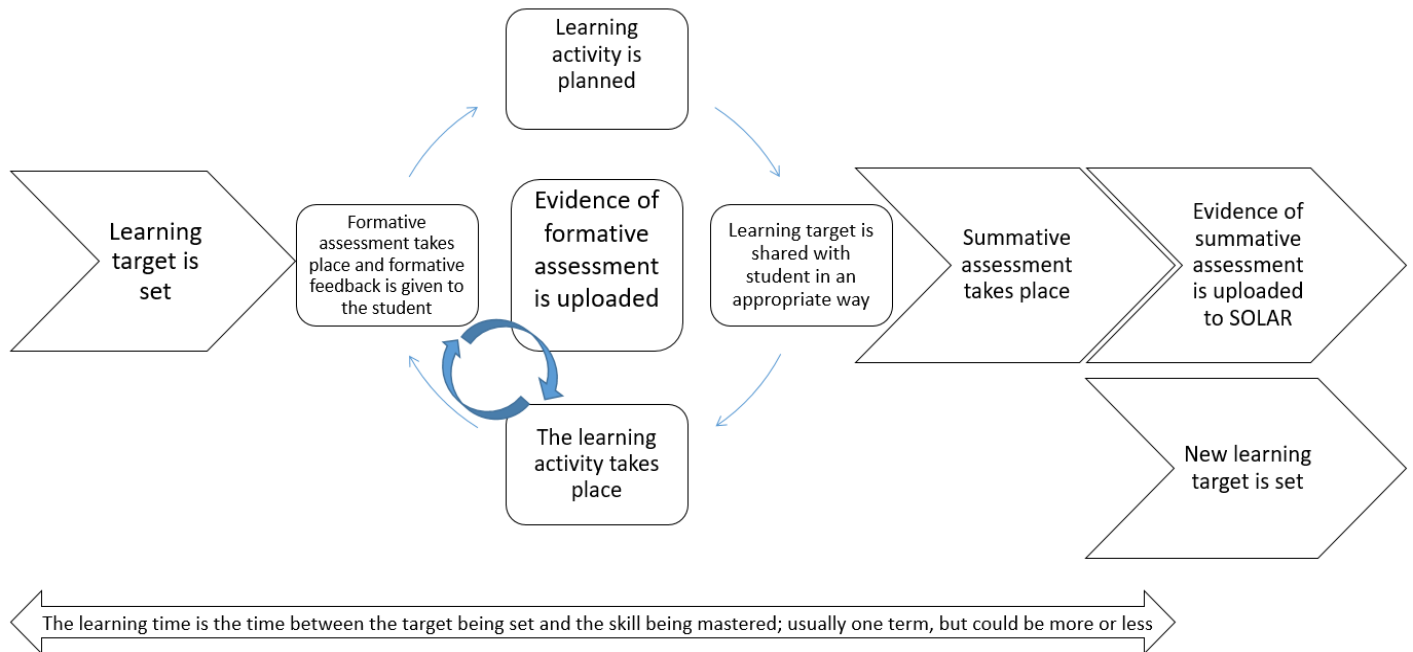 Learning
activity is
planned
Learning
target is
set
Formative
assessment takes
place and formative
feedback is given to
the student
Evidence of
formative
assessment
is uploaded
Learning target is
shared with
student in an
appropriate way
Summative
assessment
takes place
Evidence of
summative
assessment
is uploaded
to SOLAR
The learning
activity takes
place
New learning
target is set
The learning time is the time between the target being set and the skill being mastered; usually one term, but could be more or less